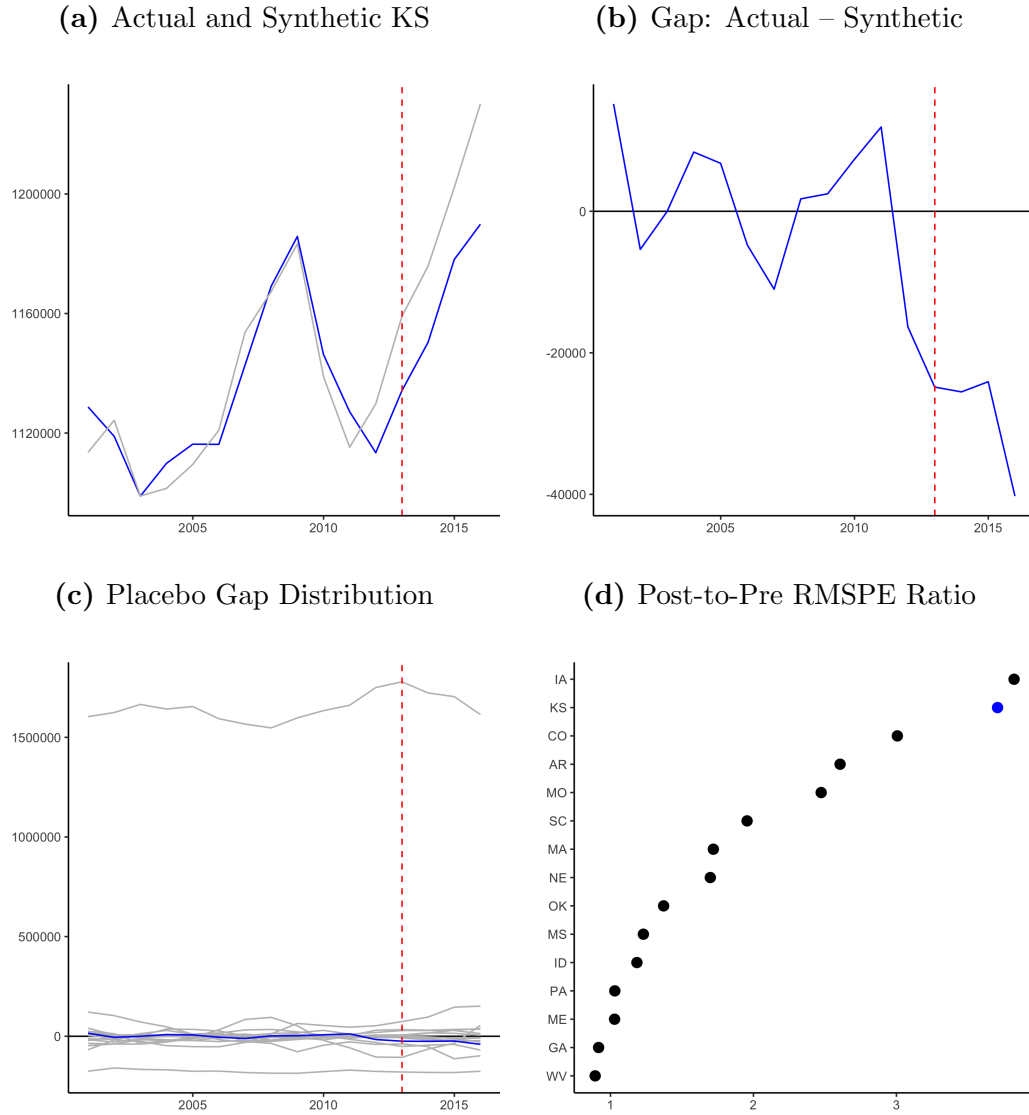 (a) Actual and Synthetic KS
1200000
1160000
1120000
2005
2010
2015
(b) Gap: Actual – Synthetic
0
-20000
-40000
2005
2010
2015
(c) Placebo Gap Distribution
1500000
1000000
500000
0
2005
2010
2015
(d) Post-to-Pre RMSPE Ratio
IA
KS
CO
AR
MO
SC
MA
NE
OK
MS
ID
PA
ME
GA
WV
1
2
3